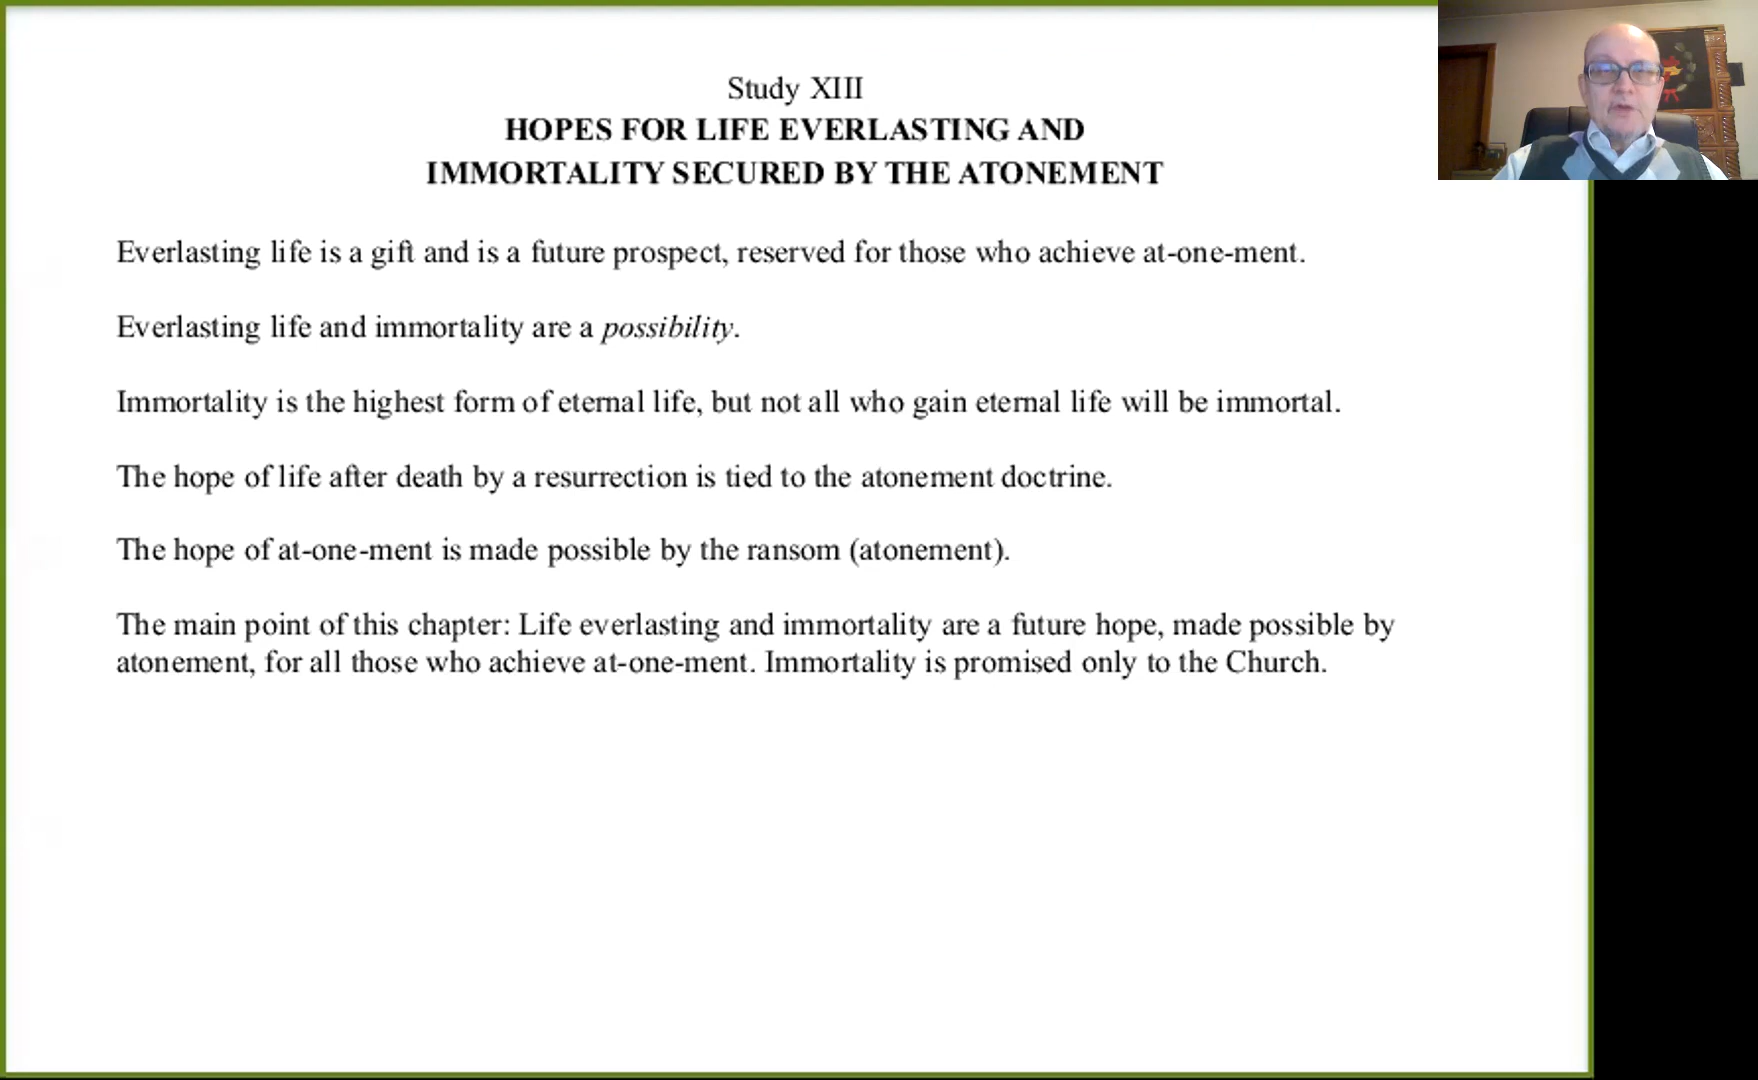 Study XIII
HOPES FOR LIFE EVERLASTING AND
IMMORTALITY SECURED BY THE ATONEMENT
Everlasting life is a gift and is a future prospect, reserved for those who achieve at-one-ment.
Everlasting life and immortality are a possibility.
Immortality is the highest form of eternal life, but not all who gain eternal life will be immortal.
The hope of life after death by a resurrection is tied to the atonement doctrine.
The hope of at-one-ment is made possible by the ransom (atonement).
The main point of this chapter: Life everlasting and immortality are a future hope, made possible by
atonement, for all those who achieve at-one-ment. Immortality is promised only to the Church.